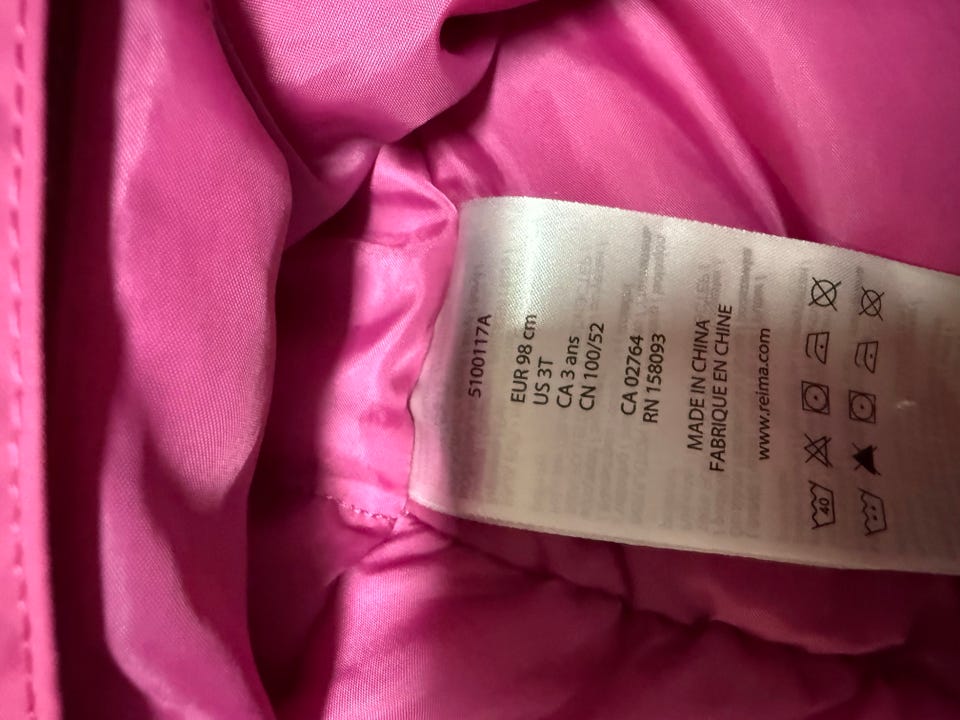 5100117A
EUR 98 cm
US 3T
CA 3 ans
CN 100/52
CA 02764
RN 158093
MADE IN CHINA
FABRIQUE EN CHINE
www.reima.com
40